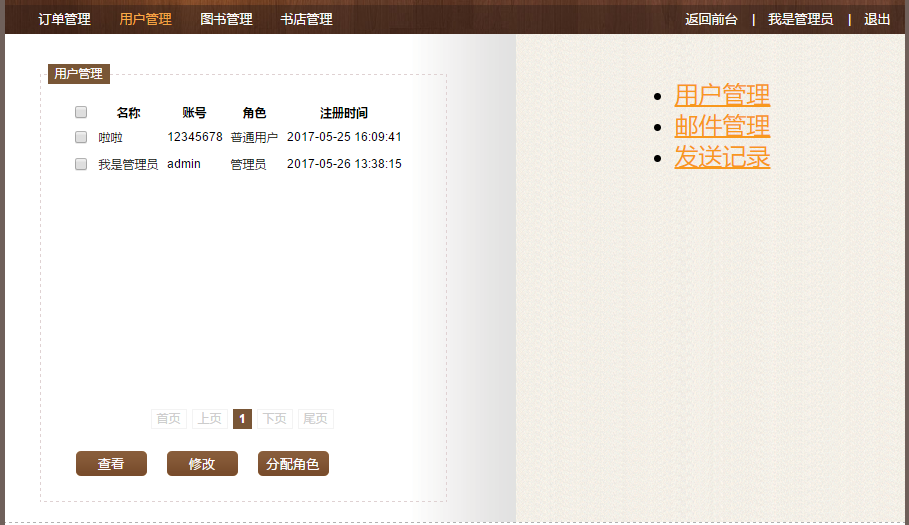 订单管理 用户管理 图书管理 书店管理 返回前台 | 我是管理员 | 退出
用户管理
名称 账号 角色 注册时间
啦啦 12345678 普通用户 2017-05-25 16:09:41
我是管理员 admin 管理员 2017-05-26 13:38:15
首页 上页 1 下页 尾页
查看 修改 分配角色
用户管理
邮件管理
发送记录